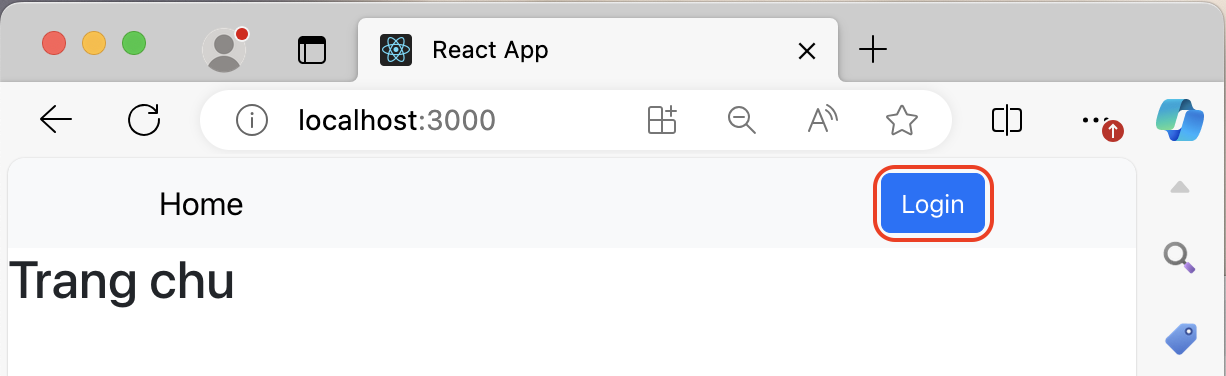 React App
localhost:3000
Home
Login
Trang chu